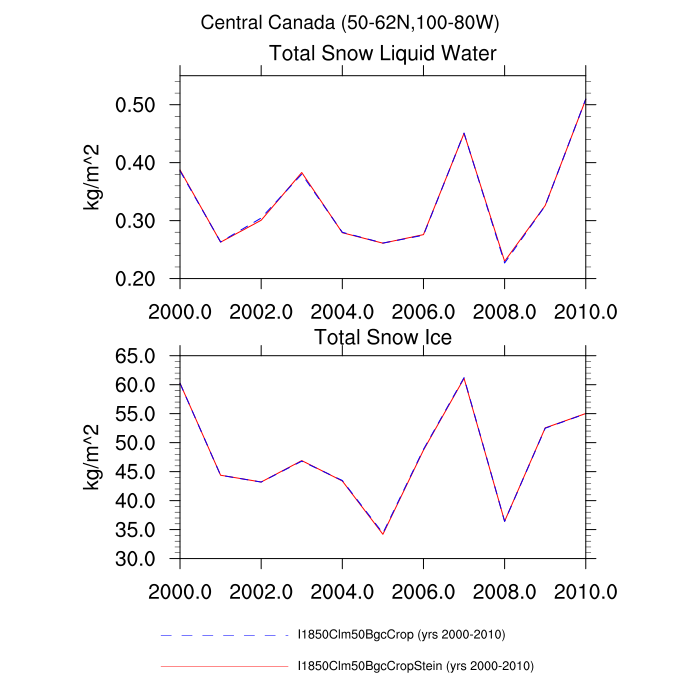 Central Canada (50-62N,100-80W)
Total Snow Liquid Water
0.50
0.40
0.30
0.20
kg/m^2
2000.0 2002.0 2004.0 2006.0 2008.0 2010.0
Total Snow Ice
65.0
60.0
55.0
50.0
45.0
40.0
35.0
30.0
kg/m^2
2000.0 2002.0 2004.0 2006.0 2008.0 2010.0
I1850Clm50BgcCrop (yrs 2000-2010)
I1850Clm50BgcCropStein (yrs 2000-2010)